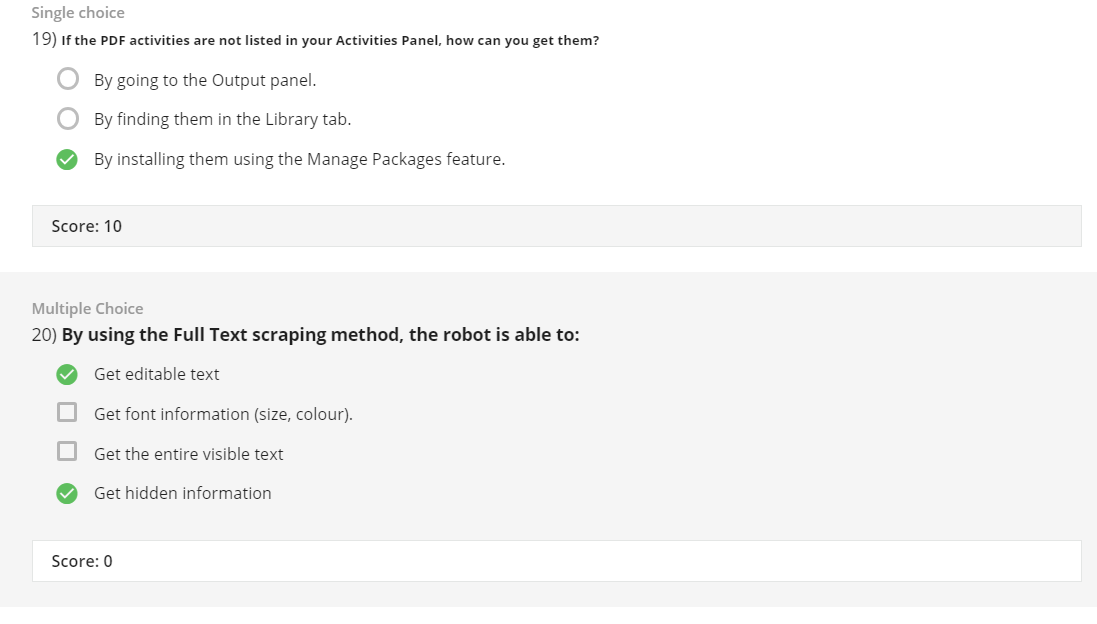 Single choice
19) If the PDF activities are not listed in your Activities Panel, how can you get them?
By going to the Output panel.
By finding them in the Library tab.
By installing them using the Manage Packages feature.
Score: 10
Multiple Choice
20) By using the Full Text scraping method, the robot is able to:
Get editable text
Get font information (size, colour).
Get the entire visible text
Get hidden information
Score: 0